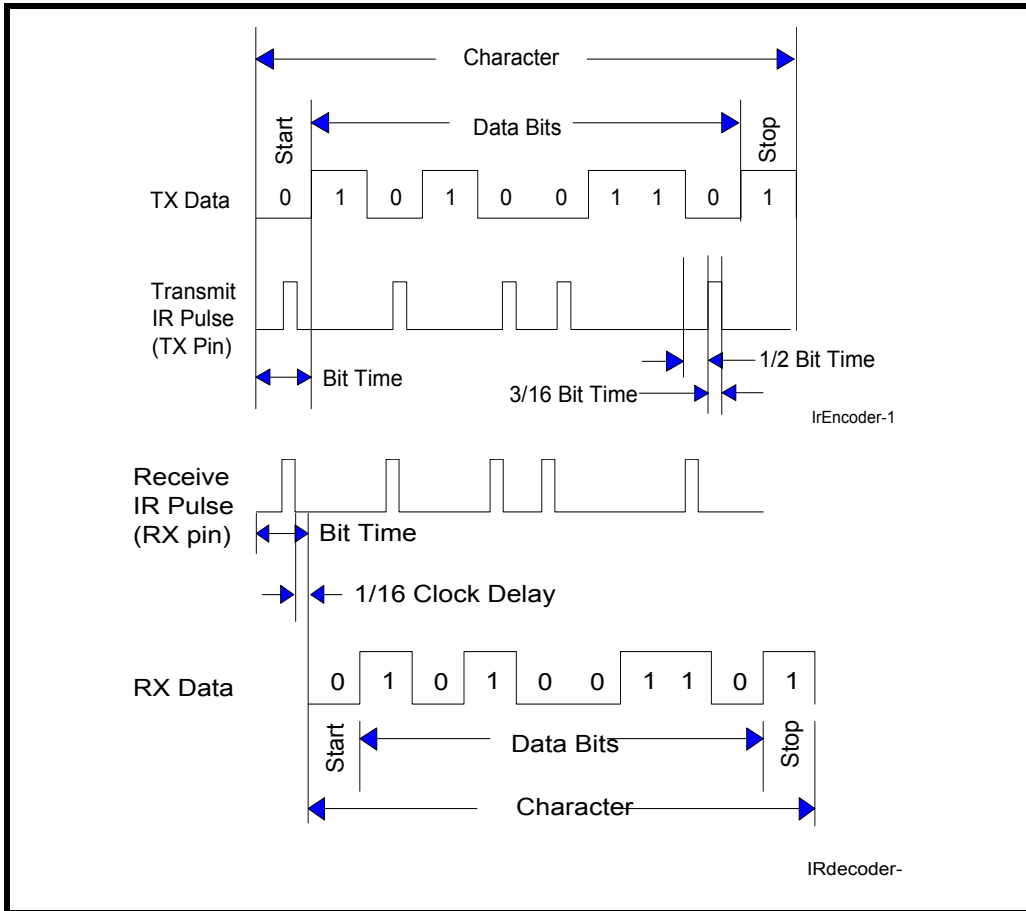 Character
Start
Data Bits
Stop
TX Data
0 1 0 1 0 0 1 1 0 1
Transmit
IR Pulse
(TX Pin)
Bit Time
1/2 Bit Time
3/16 Bit Time
IrEncoder-1
Receive
IR Pulse
(RX pin)
Bit Time
1/16 Clock Delay
RX Data
0 1 0 1 0 0 1 1 0 1
Start
Data Bits
Stop
Character
IRdecoder-